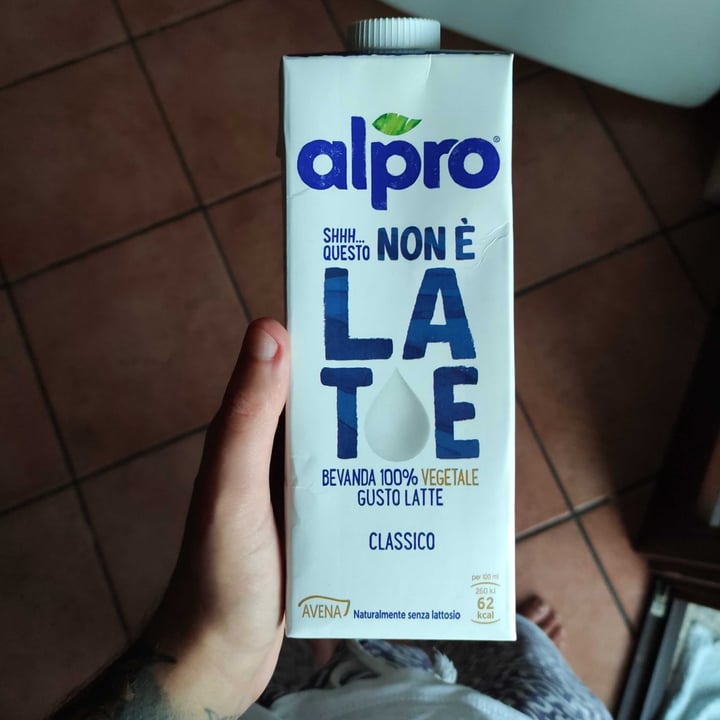 alpro®
SHHH...
QUESTO NON È
LA
TE
BEVANDA 100% VEGETALE
GUSTO LATTE
CLASSICO
per 100 ml
260 kJ
62
kcal
AVENA
Naturalmente senza lattosio